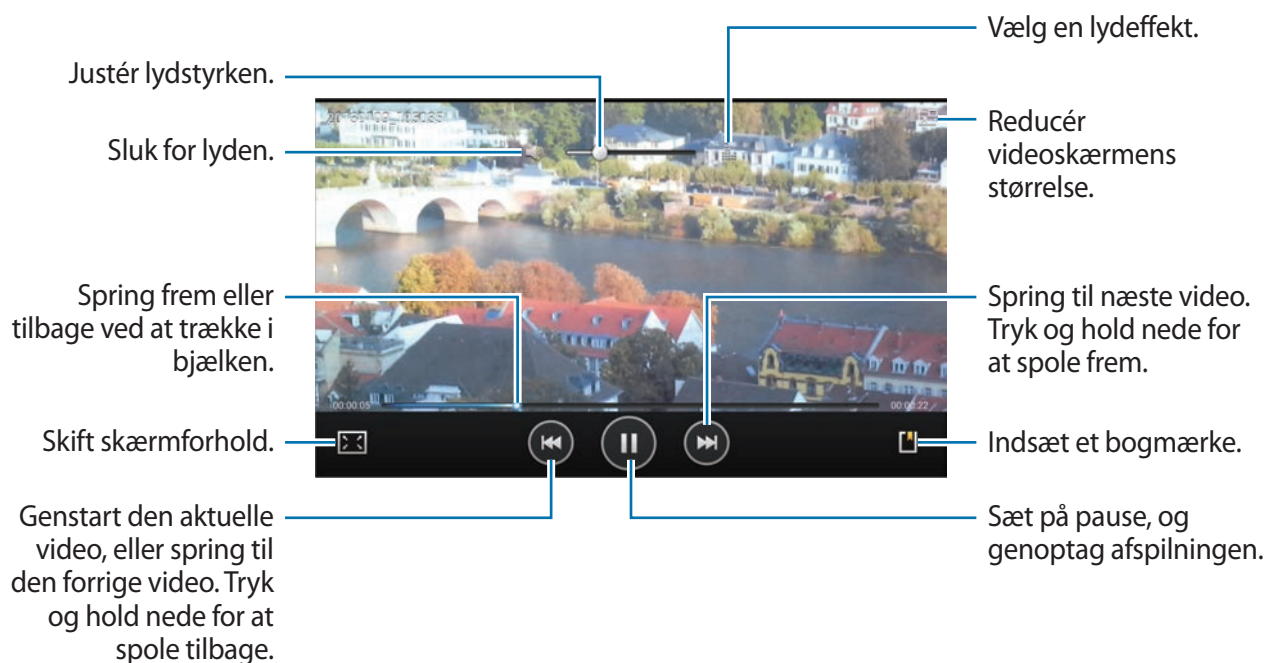 Vælg en lydeffekt.
Justér lydstyrken.
Sluk for lyden.
Reducér
videoskærmens
størrelse.
Spring frem eller
tilbage ved at trække i
bjælken.
Spring til næste video.
Tryk og hold nede for
at spole frem.
00:00:05
00:00:22
Skift skærmforhold.
Indsæt et bogmærke.
Genstart den aktuelle
video, eller spring til
den forrige video. Tryk
og hold nede for at
spole tilbage.
Sæt på pause, og
genoptag afspilningen.